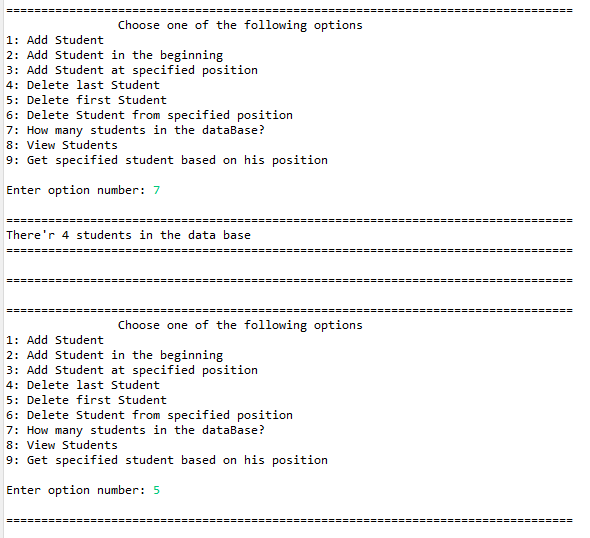 =================================================================================
Choose one of the following options
1: Add Student
2: Add Student in the beginning
3: Add Student at specified position
4: Delete last Student
5: Delete first Student
6: Delete Student from specified position
7: How many students in the dataBase?
8: View Students
9: Get specified student based on his position
Enter option number: 7
=================================================================================
There'r 4 students in the data base
=================================================================================
=================================================================================
=================================================================================
Choose one of the following options
1: Add Student
2: Add Student in the beginning
3: Add Student at specified position
4: Delete last Student
5: Delete first Student
6: Delete Student from specified position
7: How many students in the dataBase?
8: View Students
9: Get specified student based on his position
Enter option number: 5
=================================================================================